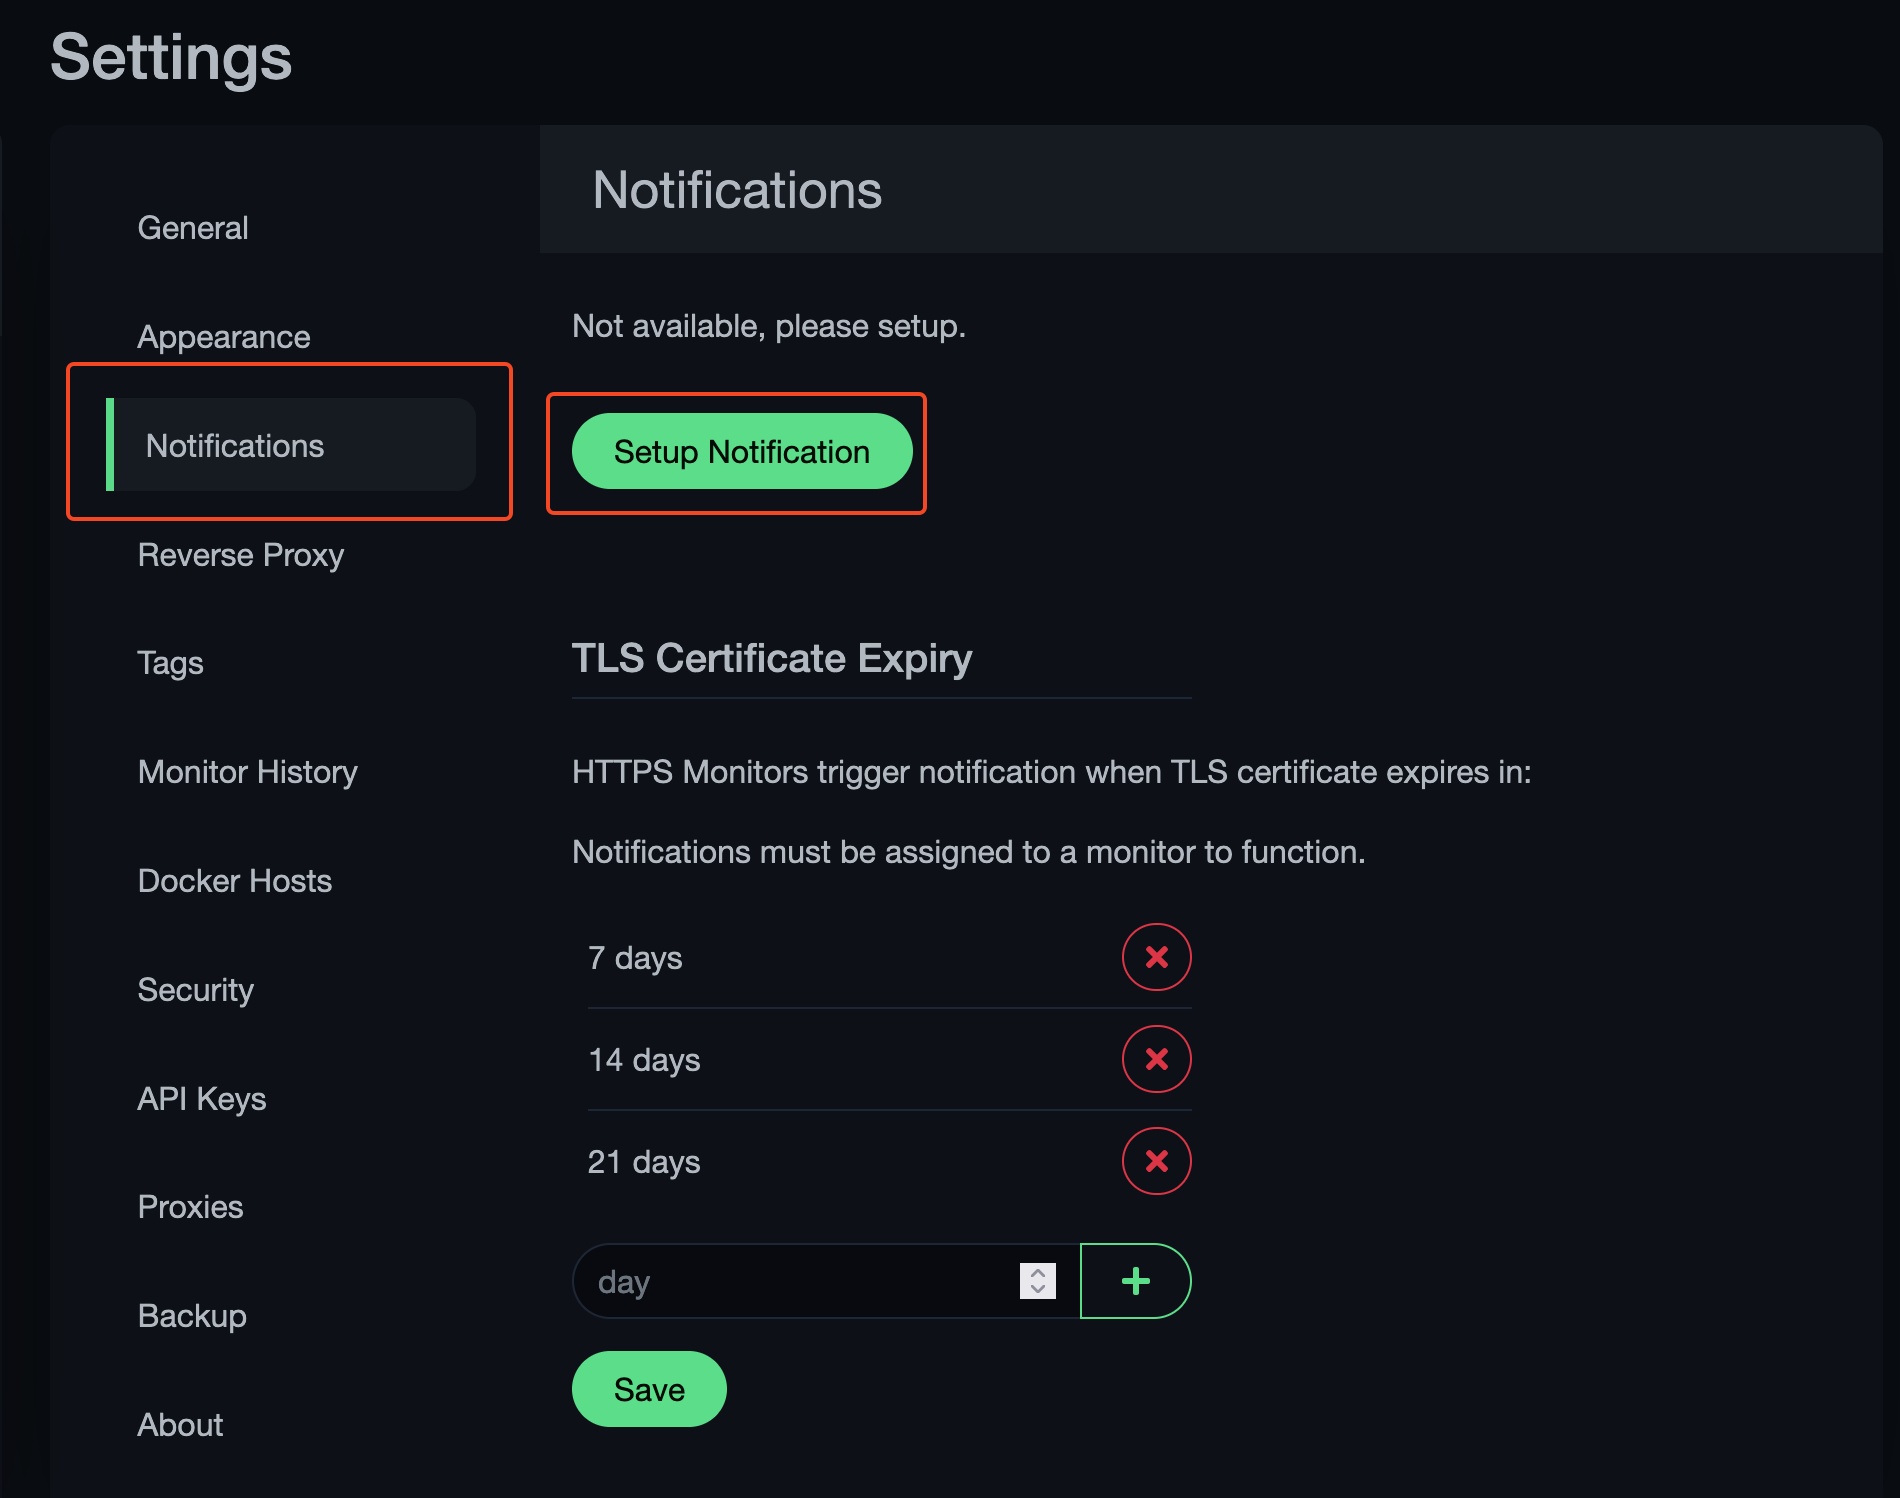 Settings
General
Appearance
Notifications
Reverse Proxy
Tags
Monitor History
Docker Hosts
Security
API Keys
Proxies
Backup
About
Notifications
Not available, please setup.
Setup Notification
TLS Certificate Expiry
HTTPS Monitors trigger notification when TLS certificate expires in:
Notifications must be assigned to a monitor to function.
7 days
14 days
21 days
day
Save